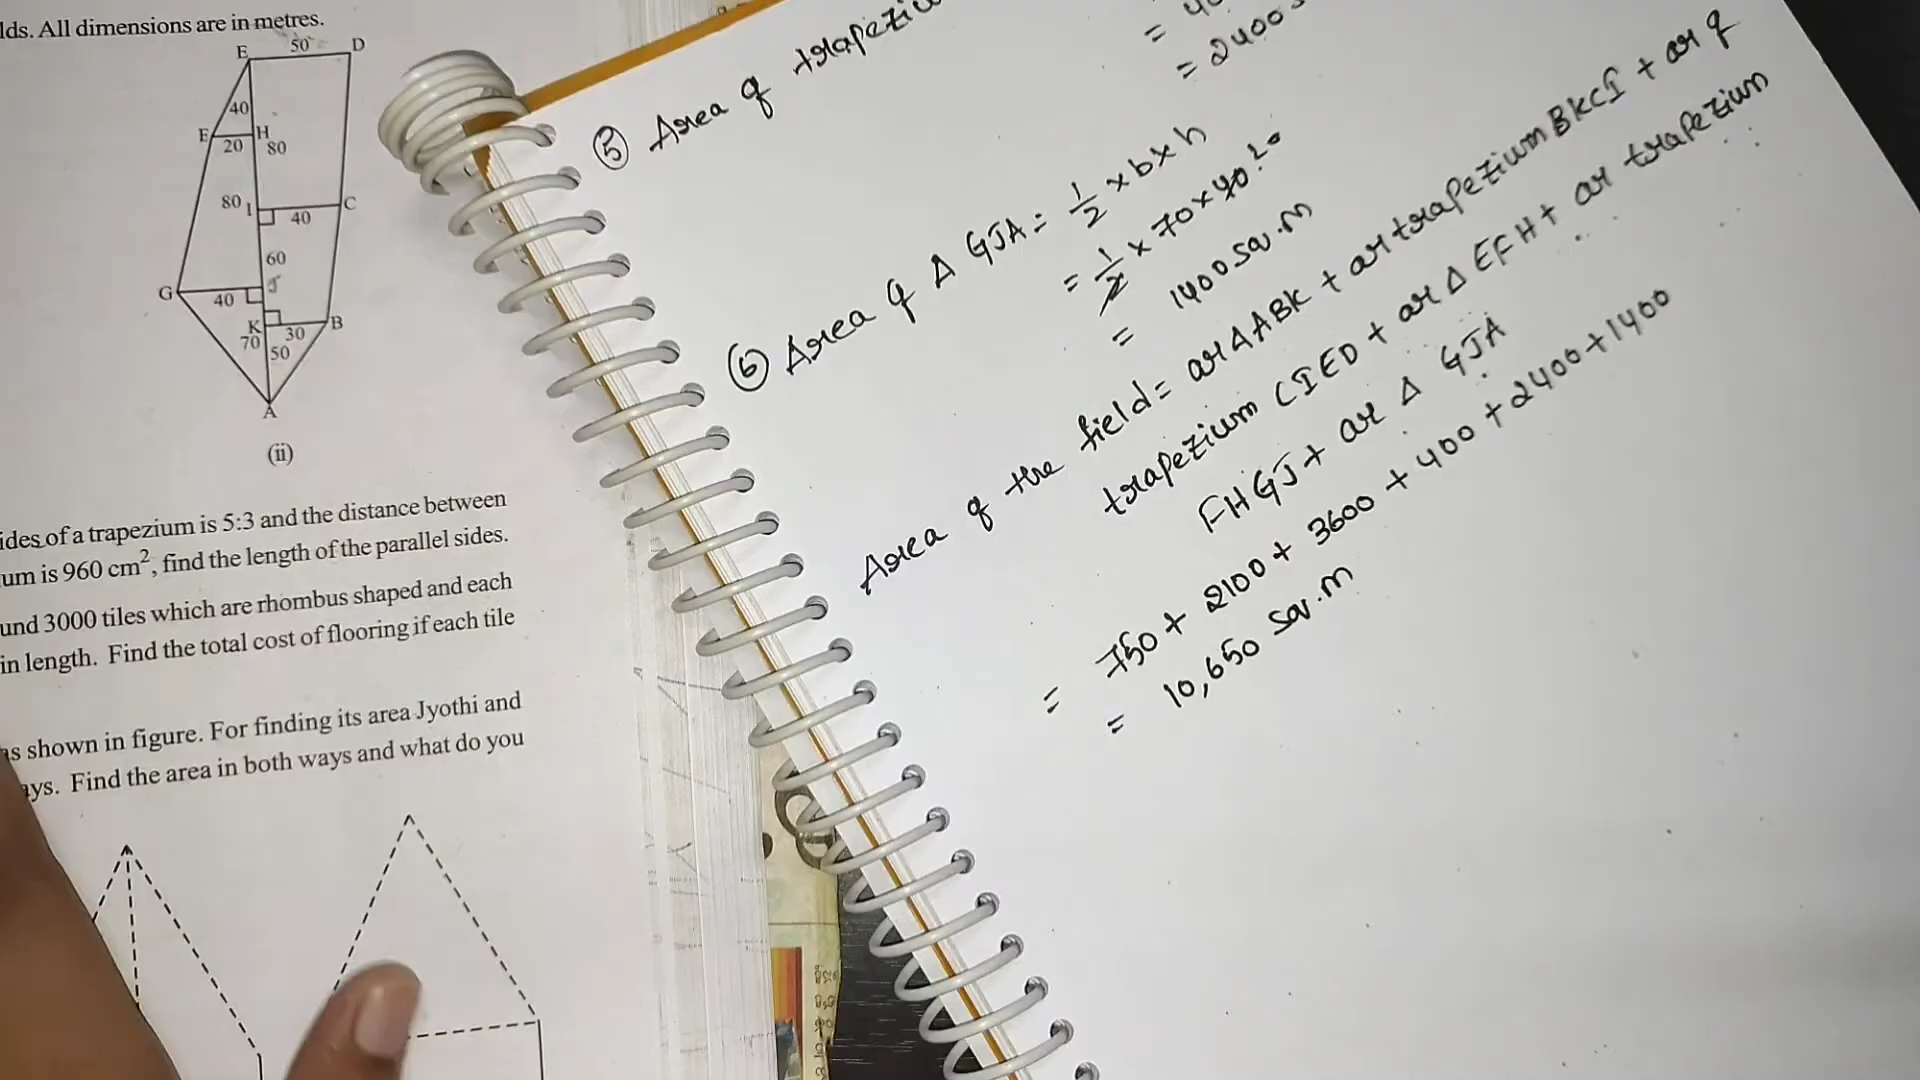 lds. All dimensions are in metres.
50
E
D
40
F
H
20
80
80
I
40
C
60
G
40
J
K
30
B
70
50
A
(ii)
ides of a trapezium is 5:3 and the distance between
um is 960 cm², find the length of the parallel sides.
und 3000 tiles which are rhombus shaped and each
in length. Find the total cost of flooring if each tile
as shown in figure. For finding its area Jyothi and
ays. Find the area in both ways and what do you
= 2400 s
⑤ Area of trapezium
⑥ Area of Δ GJA = 1/2 × b × h
= 1/2 × 70 × 40 20
= 1400 sq.m
Area of the field = ar Δ ABK + ar trapezium BKCI + ar of
trapezium CIED + ar Δ EFH + ar trapezium
FHGJ + ar Δ GJA
= 750 + 2100 + 3600 + 400 + 2400 + 1400
= 10,650 sq.m